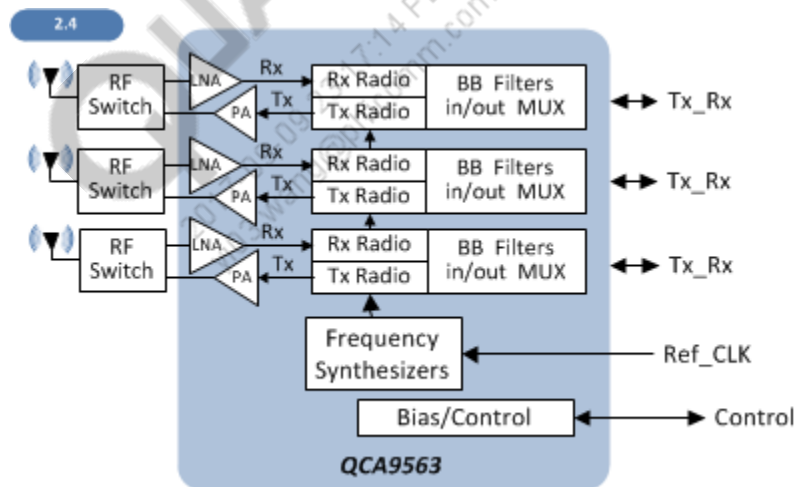 2.4
RF
Switch
LNA
PA
Rx
Tx
Rx Radio
Tx Radio
BB Filters
in/out MUX
Tx_Rx
RF
Switch
LNA
PA
Rx
Tx
Rx Radio
Tx Radio
BB Filters
in/out MUX
Tx_Rx
RF
Switch
LNA
PA
Rx
Tx
Rx Radio
Tx Radio
BB Filters
in/out MUX
Tx_Rx
Frequency
Synthesizers
Ref_CLK
Bias/Control
Control
QCA9563